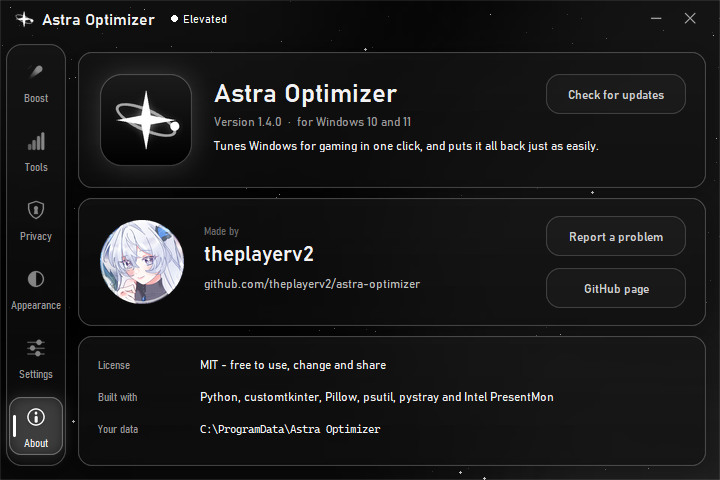 Astra Optimizer
Elevated
Boost
Tools
Privacy
Appearance
Settings
About
Astra Optimizer
Version 1.4.0 · for Windows 10 and 11
Tunes Windows for gaming in one click, and puts it all back just as easily.
Check for updates
Made by
theplayerv2
github.com/theplayerv2/astra-optimizer
Report a problem
GitHub page
License MIT - free to use, change and share
Built with Python, customtkinter, Pillow, psutil, pystray and Intel PresentMon
Your data C:\ProgramData\Astra Optimizer